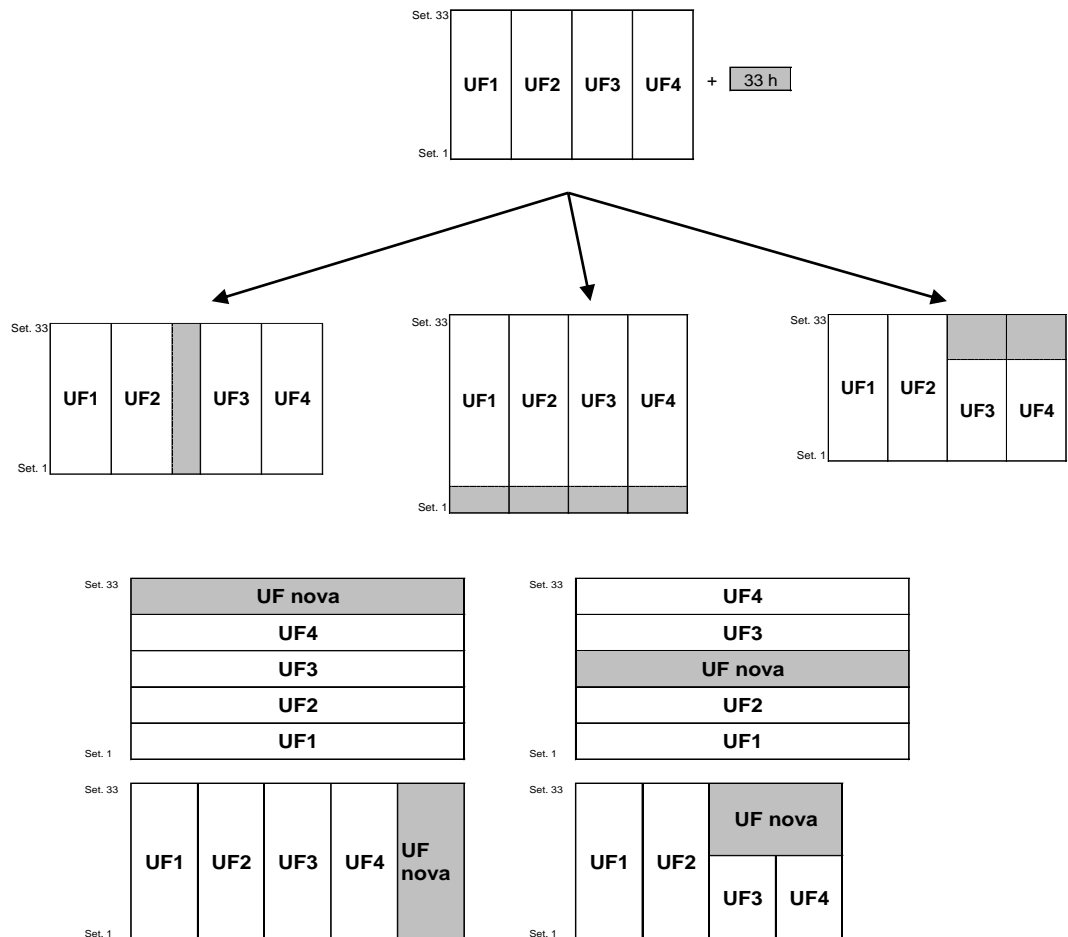 Set. 33
UF1 UF2 UF3 UF4 + 33 h
Set. 1
Set. 33
UF1 UF2 UF3 UF4
Set. 1
Set. 33
UF1 UF2 UF3 UF4
Set. 1
Set. 33
UF1 UF2
UF3 UF4
Set. 1
Set. 33
UF nova
UF4
UF3
UF2
UF1
Set. 1
Set. 33
UF4
UF3
UF nova
UF2
UF1
Set. 1
Set. 33
UF1 UF2 UF3 UF4 UF
nova
Set. 1
Set. 33
UF nova
UF1 UF2
UF3 UF4
Set. 1